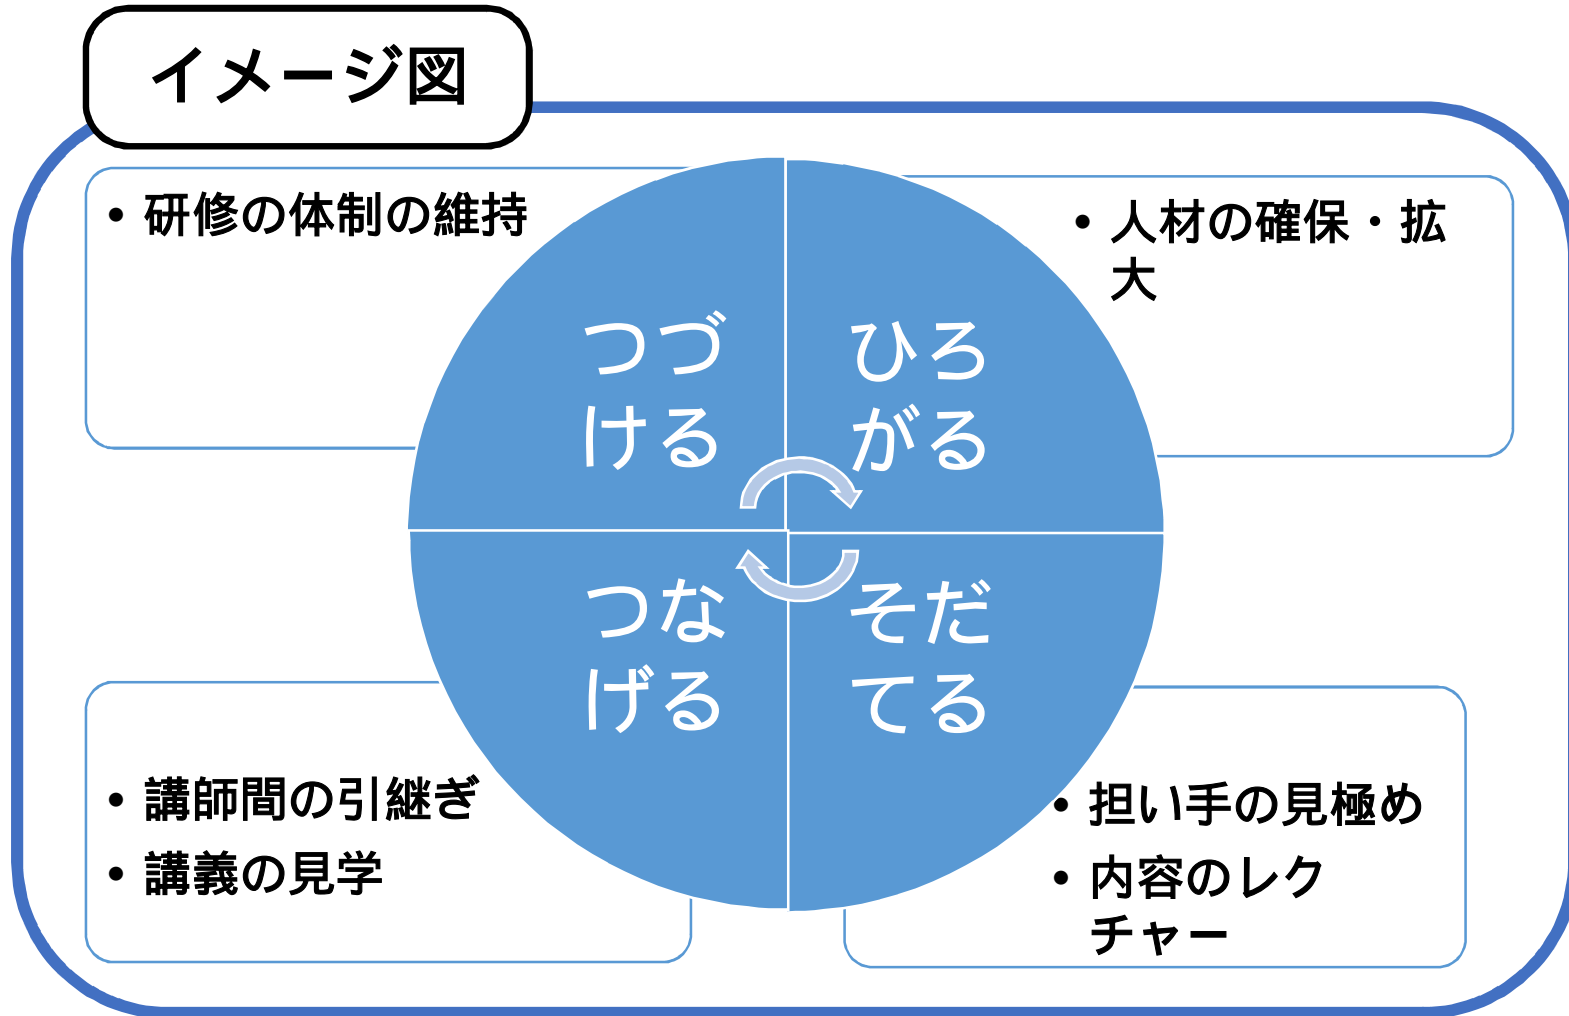 イメージ図
• 研修の体制の維持
• 人材の確保・拡
大
つづ
ける
ひろ
がる
つな
げる
そだ
てる
• 講師間の引継ぎ
• 講義の見学
• 担い手の見極め
• 内容のレク
チャー